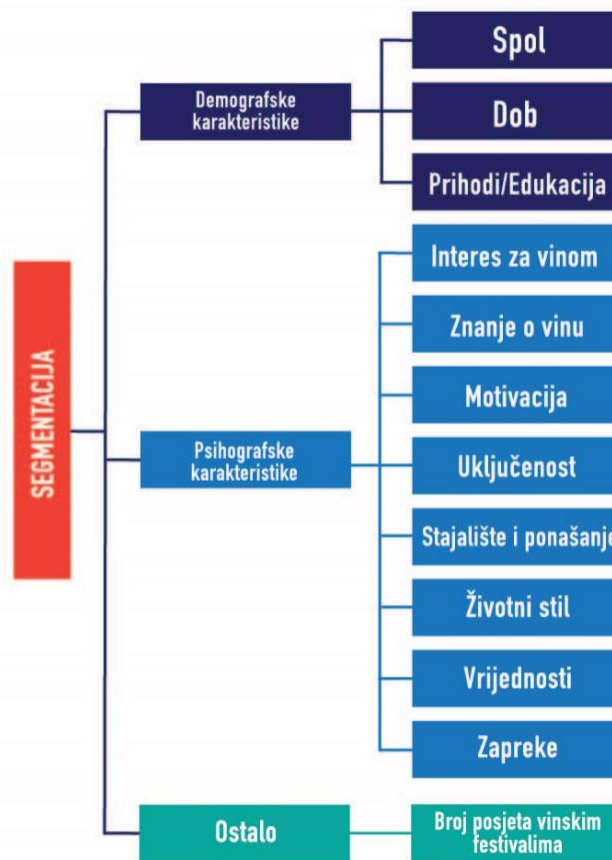 SEGMENTACIJA
Demografske
karakteristike
Spol
Dob
Prihodi/Edukacija
Psihografske
karakteristike
Interes za vinom
Znanje o vinu
Motivacija
Uključenost
Stajalište i ponašanje
Životni stil
Vrijednosti
Zapreke
Ostalo
Broj posjeta vinskim
festivalima